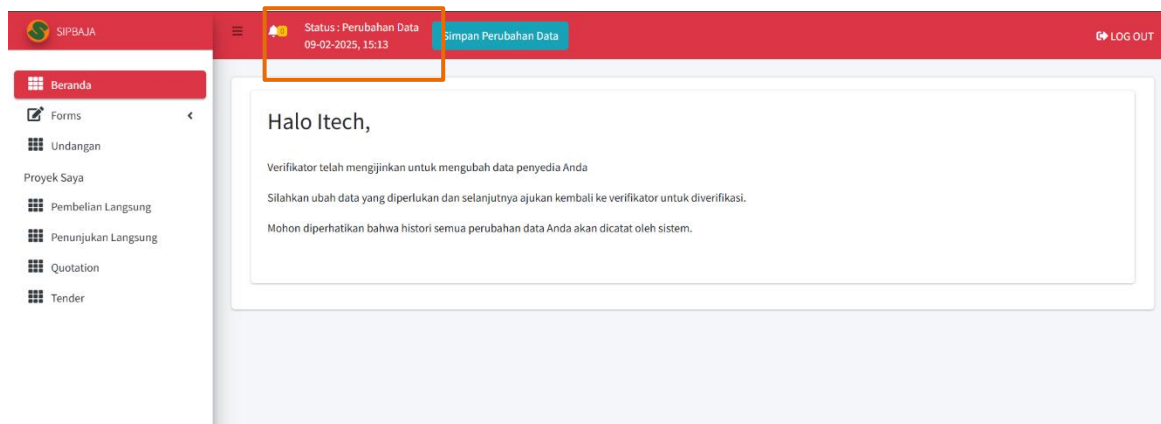 SIPBAJA
0
Status : Perubahan Data
09-02-2025, 15:13
Simpan Perubahan Data
LOG OUT
Beranda
Forms
Undangan
Proyek Saya
Pembelian Langsung
Penunjukan Langsung
Quotation
Tender
Halo Itech,
Verifikator telah mengijinkan untuk mengubah data penyedia Anda
Silahkan ubah data yang diperlukan dan selanjutnya ajukan kembali ke verifikator untuk diverifikasi.
Mohon diperhatikan bahwa histori semua perubahan data Anda akan dicatat oleh sistem.